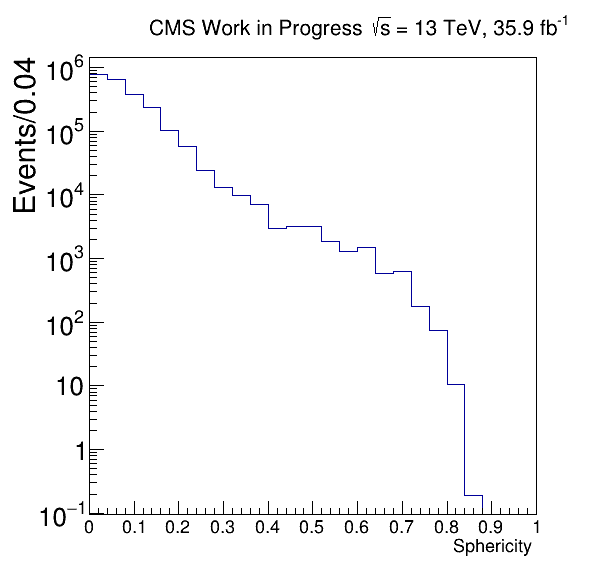 CMS Work in Progress √s = 13 TeV, 35.9 fb⁻¹
Events/0.04
10⁶
10⁵
10⁴
10³
10²
10
1
10⁻¹
0 0.1 0.2 0.3 0.4 0.5 0.6 0.7 0.8 0.9 1
Sphericity